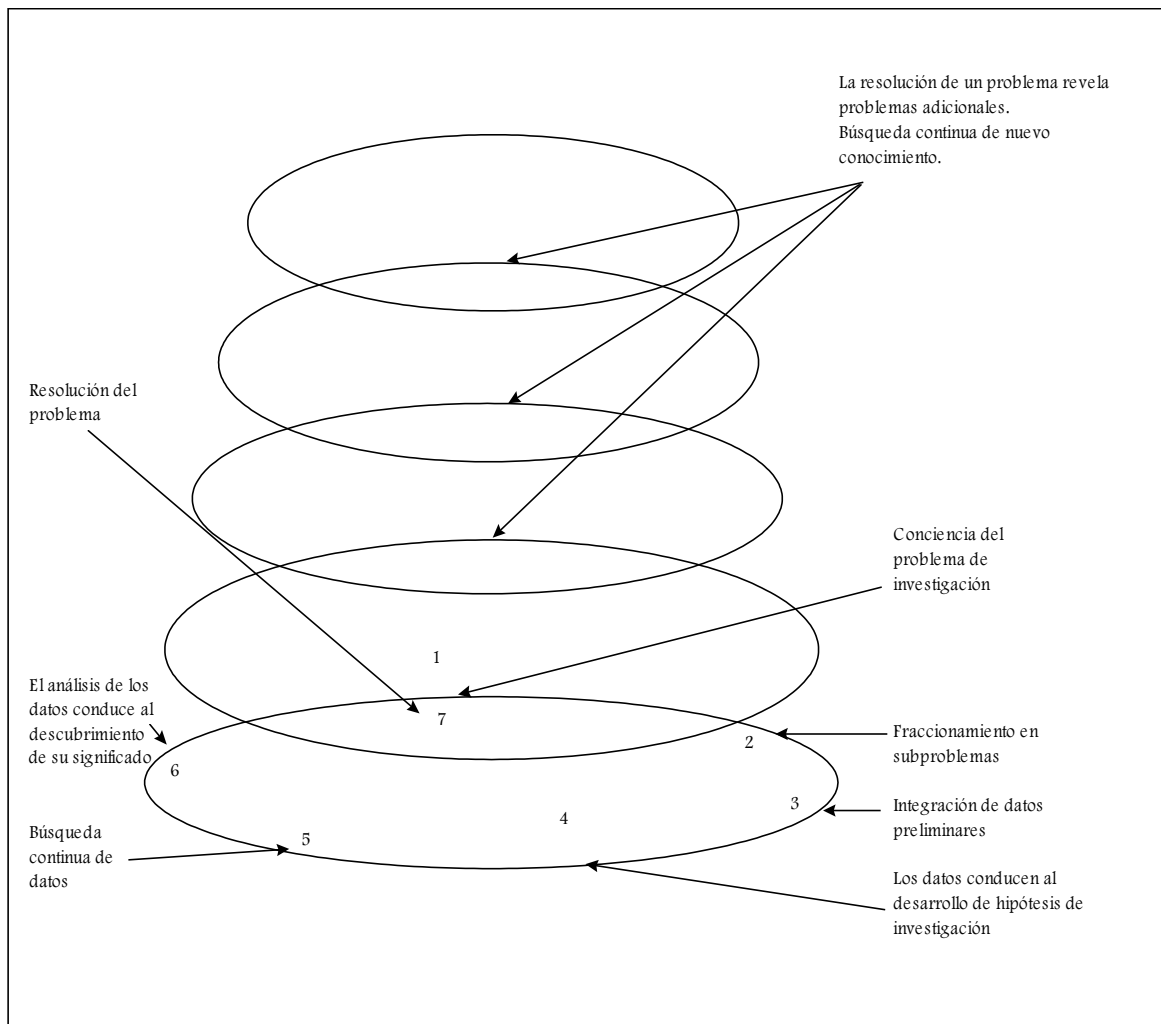 La resolución de un problema revela
problemas adicionales.
Búsqueda continua de nuevo
conocimiento.
Resolución del
problema
Conciencia del
problema de
investigación
1
El análisis de los
datos conduce al
descubrimiento
de su significado
7
2
Fraccionamiento en
subproblemas
6
3
Integración de datos
preliminares
4
5
Búsqueda
continua de
datos
Los datos conducen al
desarrollo de hipótesis de
investigación